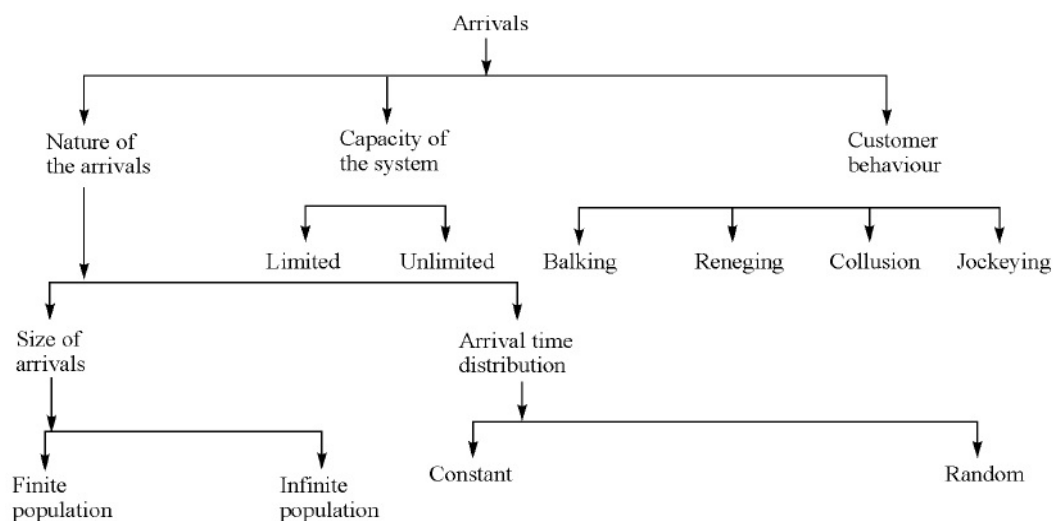 Arrivals
Nature of
the arrivals
Capacity of
the system
Customer
behaviour
Limited
Unlimited
Balking
Reneging
Collusion
Jockeying
Size of
arrivals
Arrival time
distribution
Finite
population
Infinite
population
Constant
Random